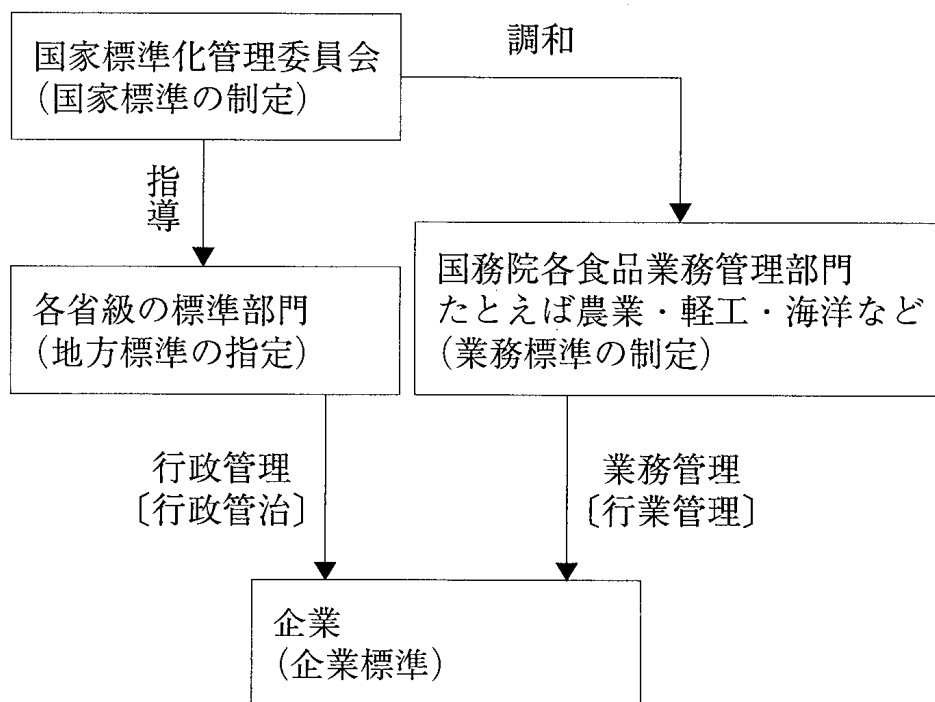 国家標準化管理委員会
(国家標準の制定)
調和
指導
各省級の標準部門
(地方標準の指定)
国務院各食品業務管理部門
たとえば農業・軽工・海洋など
(業務標準の制定)
行政管理
〔行政管治〕
業務管理
〔行業管理〕
企業
(企業標準)